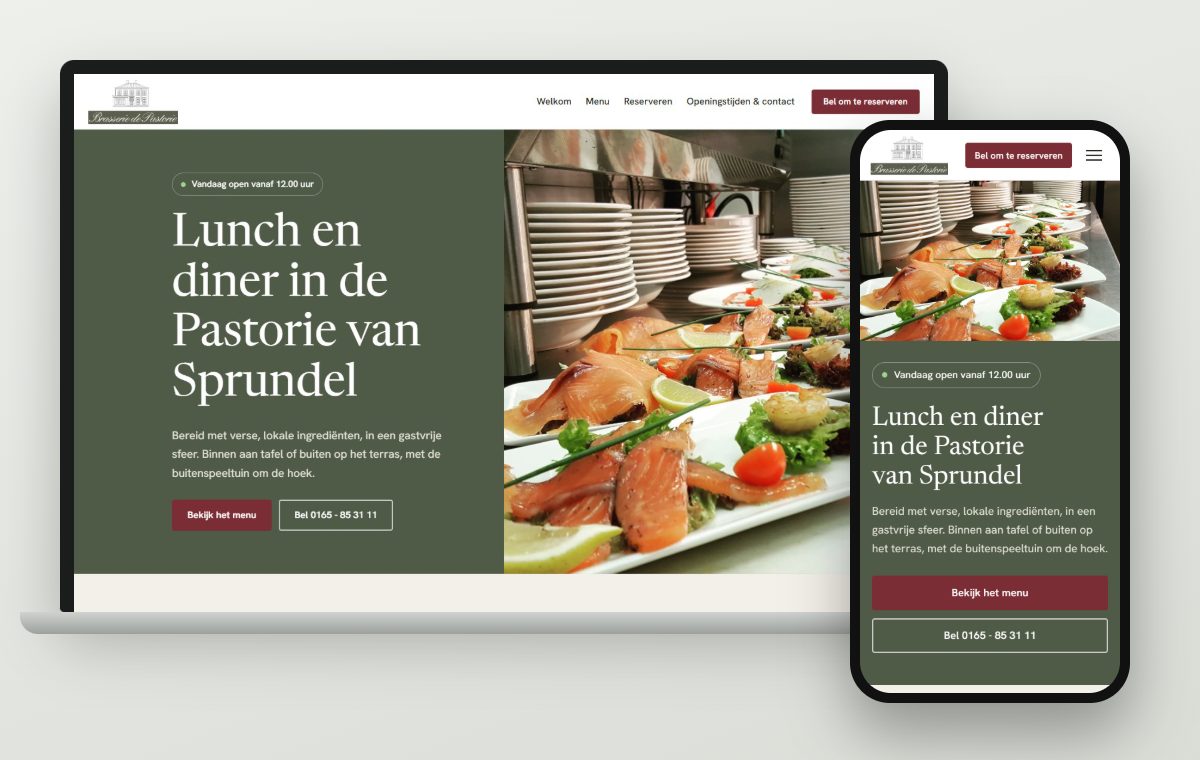 Brasserie de Pastorie
Welkom Menu Reserveren Openingstijden & contact Bel om te reserveren
Vandaag open vanaf 12.00 uur
Lunch en
diner in de
Pastorie van
Sprundel
Bereid met verse, lokale ingrediënten, in een gastvrije
sfeer. Binnen aan tafel of buiten op het terras, met de
buitenspeeltuin om de hoek.
Bekijk het menu Bel 0165 - 85 31 11
Brasserie de Pastorie
Bel om te reserveren
Vandaag open vanaf 12.00 uur
Lunch en diner
in de Pastorie
van Sprundel
Bereid met verse, lokale ingrediënten, in een
gastvrije sfeer. Binnen aan tafel of buiten op
het terras, met de buitenspeeltuin om de hoek.
Bekijk het menu
Bel 0165 - 85 31 11